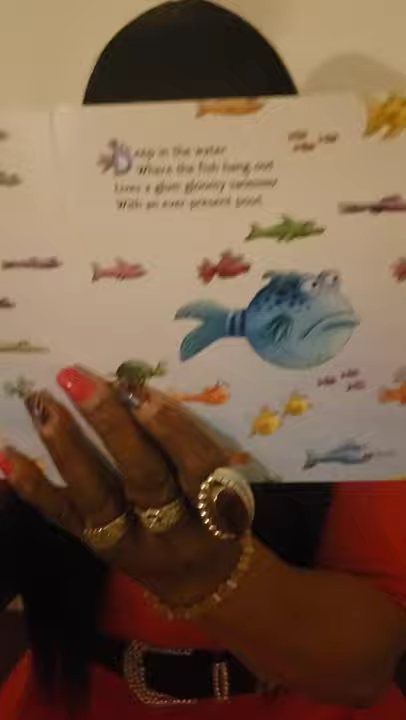 Deep in the water
Where the fish hang out
Lives a glum gloomy swimmer
With an ever-present pout.